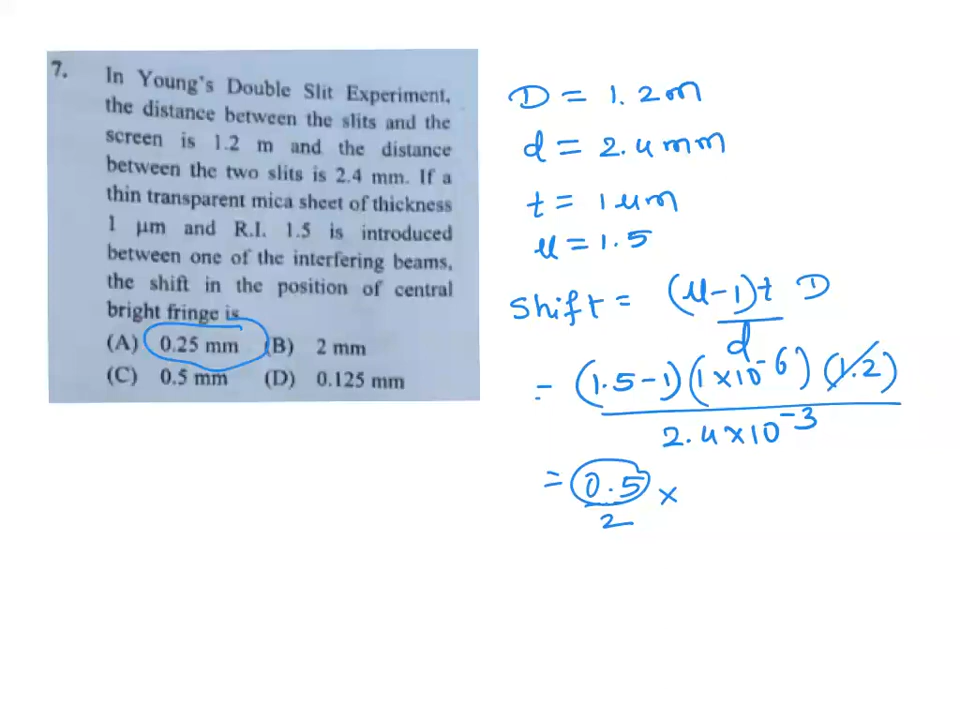 7. In Young's Double Slit Experiment,
the distance between the slits and the
screen is 1.2 m and the distance
between the two slits is 2.4 mm. If a
thin transparent mica sheet of thickness
1 μm and R.I. 1.5 is introduced
between one of the interfering beams,
the shift in the position of central
bright fringe is
(A) 0.25 mm (B) 2 mm
(C) 0.5 mm (D) 0.125 mm
D = 1.2m
d = 2.4mm
t = 1μm
μ = 1.5
Shift = (μ-1)t D
d
= (1.5-1)(1×10⁻⁶)(1.2)
2.4×10⁻³
= 0.5 ×
2